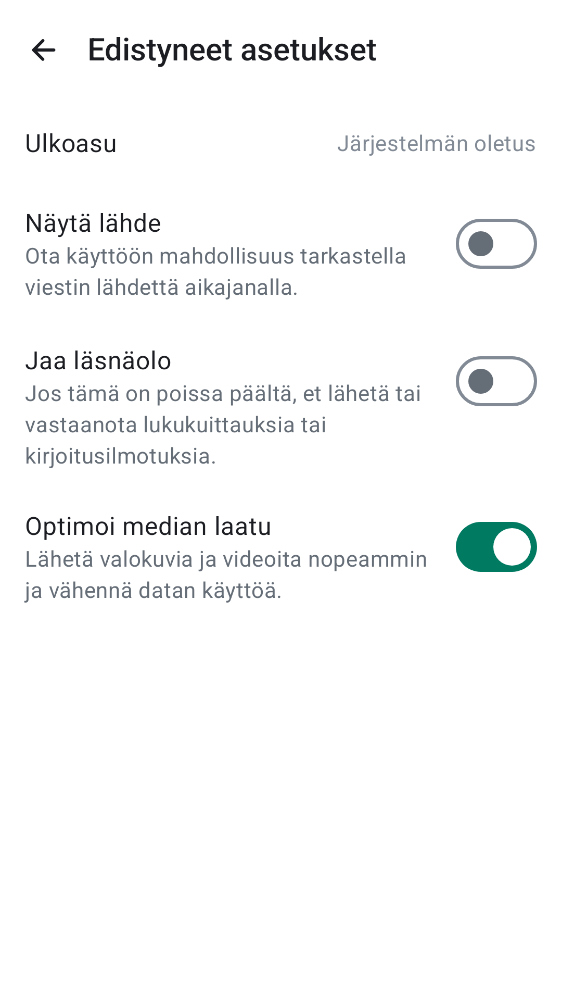 Edistyneet asetukset
Ulkoasu
Järjestelmän oletus
Näytä lähde
Ota käyttöön mahdollisuus tarkastella
viestin lähdettä aikajanalla.
Jaa läsnäolo
Jos tämä on poissa päältä, et lähetä tai
vastaanota lukukuittauksia tai
kirjoitusilmotuksia.
Optimoi median laatu
Lähetä valokuvia ja videoita nopeammin
ja vähennä datan käyttöä.